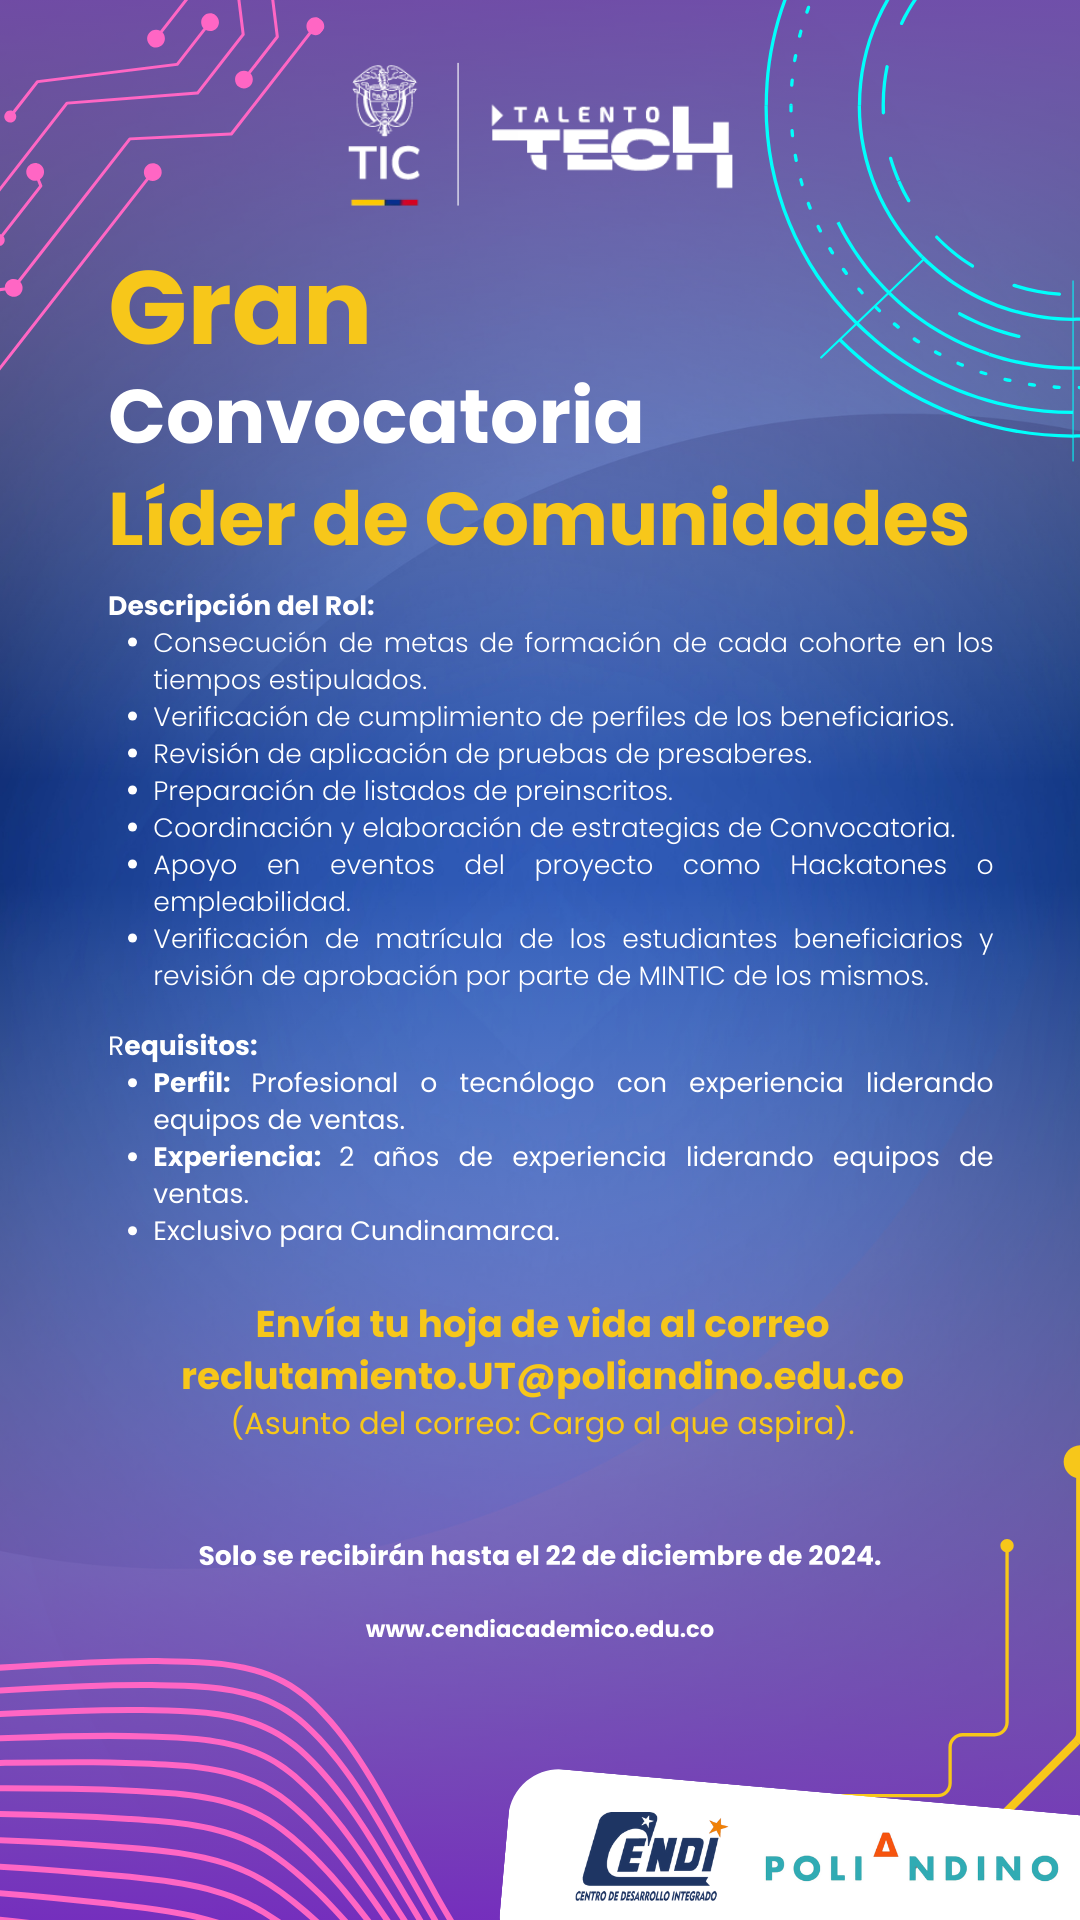 TIC
TALENTO
TECH
Gran
Convocatoria
Líder de Comunidades
Descripción del Rol:
• Consecución de metas de formación de cada cohorte en los
tiempos estipulados.
• Verificación de cumplimiento de perfiles de los beneficiarios.
• Revisión de aplicación de pruebas de presaberes.
• Preparación de listados de preinscritos.
• Coordinación y elaboración de estrategias de Convocatoria.
• Apoyo en eventos del proyecto como Hackatones o
empleabilidad.
• Verificación de matrícula de los estudiantes beneficiarios y
revisión de aprobación por parte de MINTIC de los mismos.
Requisitos:
• Perfil: Profesional o tecnólogo con experiencia liderando
equipos de ventas.
• Experiencia: 2 años de experiencia liderando equipos de
ventas.
• Exclusivo para Cundinamarca.
Envía tu hoja de vida al correo
reclutamiento.UT@poliandino.edu.co
(Asunto del correo: Cargo al que aspira).
Solo se recibirán hasta el 22 de diciembre de 2024.
www.cendiacademico.edu.co
CENDI
CENTRO DE DESARROLLO INTEGRADO
POLIANDINO